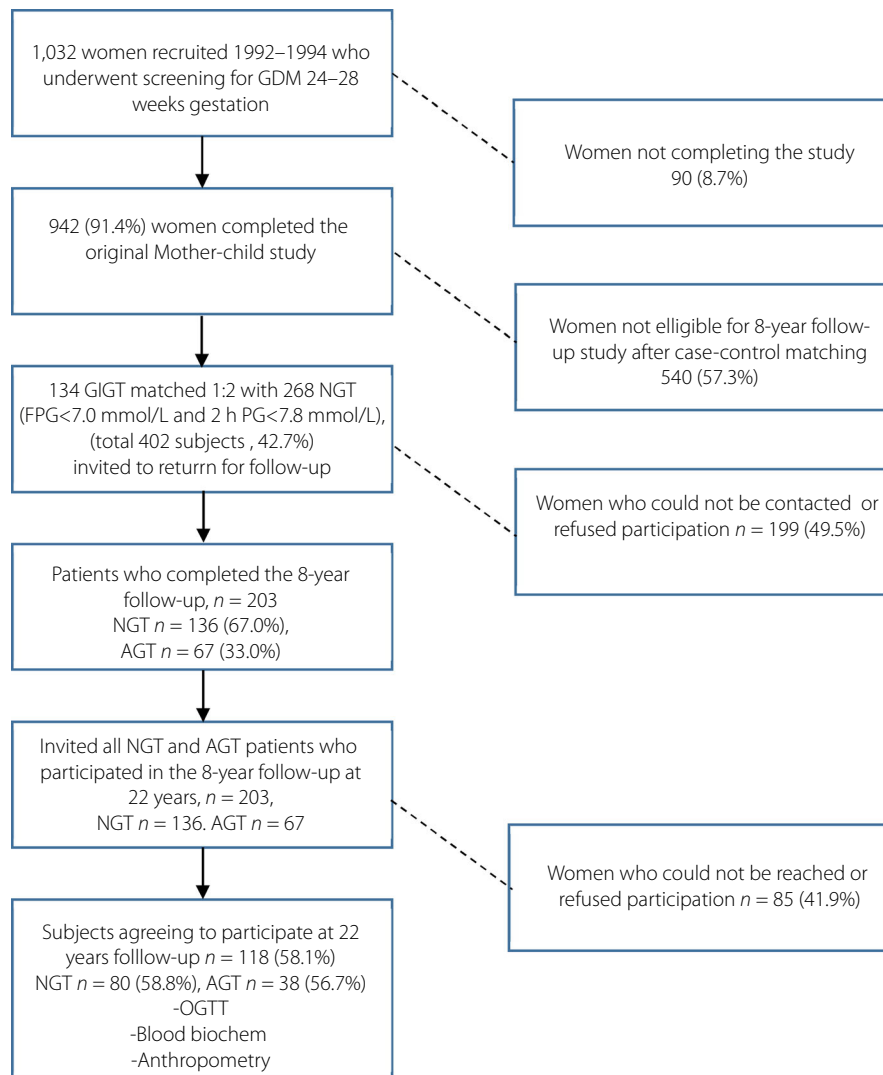 1,032 women recruited 1992–1994 who
underwent screening for GDM 24–28
weeks gestation
Women not completing the study
90 (8.7%)
942 (91.4%) women completed the
original Mother-child study
Women not elligible for 8-year follow-
up study after case-control matching
540 (57.3%)
134 GIGT matched 1:2 with 268 NGT
(FPG<7.0 mmol/L and 2 h PG<7.8 mmol/L),
(total 402 subjects , 42.7%)
invited to returrn for follow-up
Women who could not be contacted or
refused participation n = 199 (49.5%)
Patients who completed the 8-year
follow-up, n = 203
NGT n = 136 (67.0%),
AGT n = 67 (33.0%)
Invited all NGT and AGT patients who
participated in the 8-year follow-up at
22 years, n = 203,
NGT n = 136. AGT n = 67
Women who could not be reached or
refused participation n = 85 (41.9%)
Subjects agreeing to participate at 22
years folllow-up n = 118 (58.1%)
NGT n = 80 (58.8%), AGT n = 38 (56.7%)
-OGTT
-Blood biochem
-Anthropometry